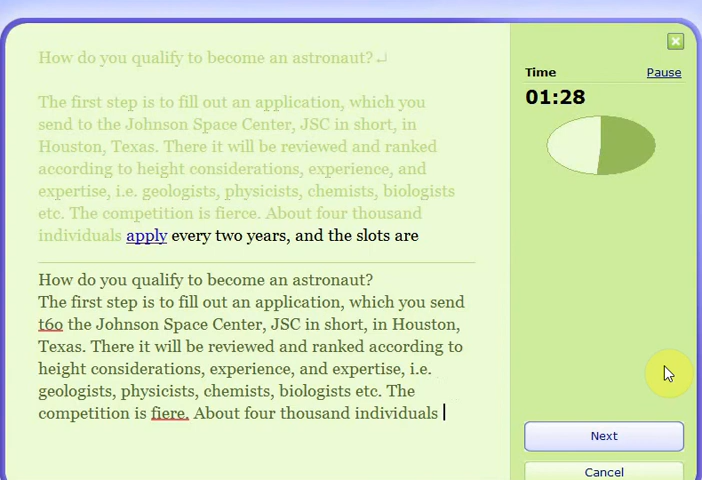 How do you qualify to become an astronaut?
The first step is to fill out an application, which you
send to the Johnson Space Center, JSC in short, in
Houston, Texas. There it will be reviewed and ranked
according to height considerations, experience, and
expertise, i.e. geologists, physicists, chemists, biologists
etc. The competition is fierce. About four thousand
individuals apply every two years, and the slots are
How do you qualify to become an astronaut?
The first step is to fill out an application, which you send
t6o the Johnson Space Center, JSC in short, in Houston,
Texas. There it will be reviewed and ranked according to
height considerations, experience, and expertise, i.e.
geologists, physicists, chemists, biologists etc. The
competition is fiere. About four thousand individuals
Time
Pause
01:28
Next
Cancel